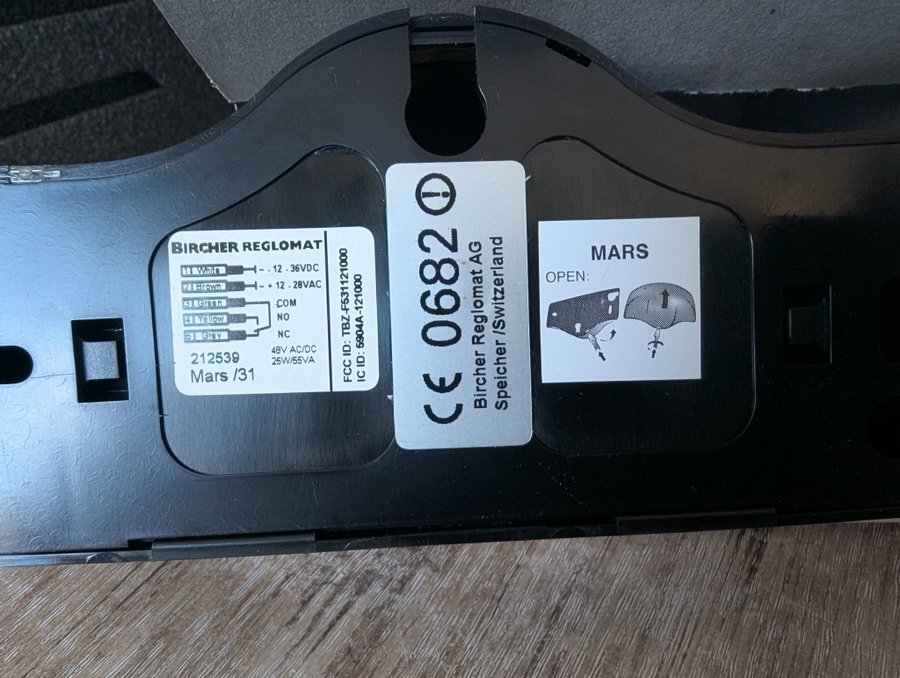 BIRCHER REGLOMAT
1 White ~ - 12 - 36VDC
2 Brown ~ + 12 - 28VAC
3 Green COM
4 Yellow NO
5 Grey NC
212539 48V AC/DC
Mars /31 25W/55VA
FCC ID: TBZ-F531121000
IC ID: 5904A-121000
CE 0682
Bircher Reglomat AG
Speicher /Switzerland
MARS
OPEN: